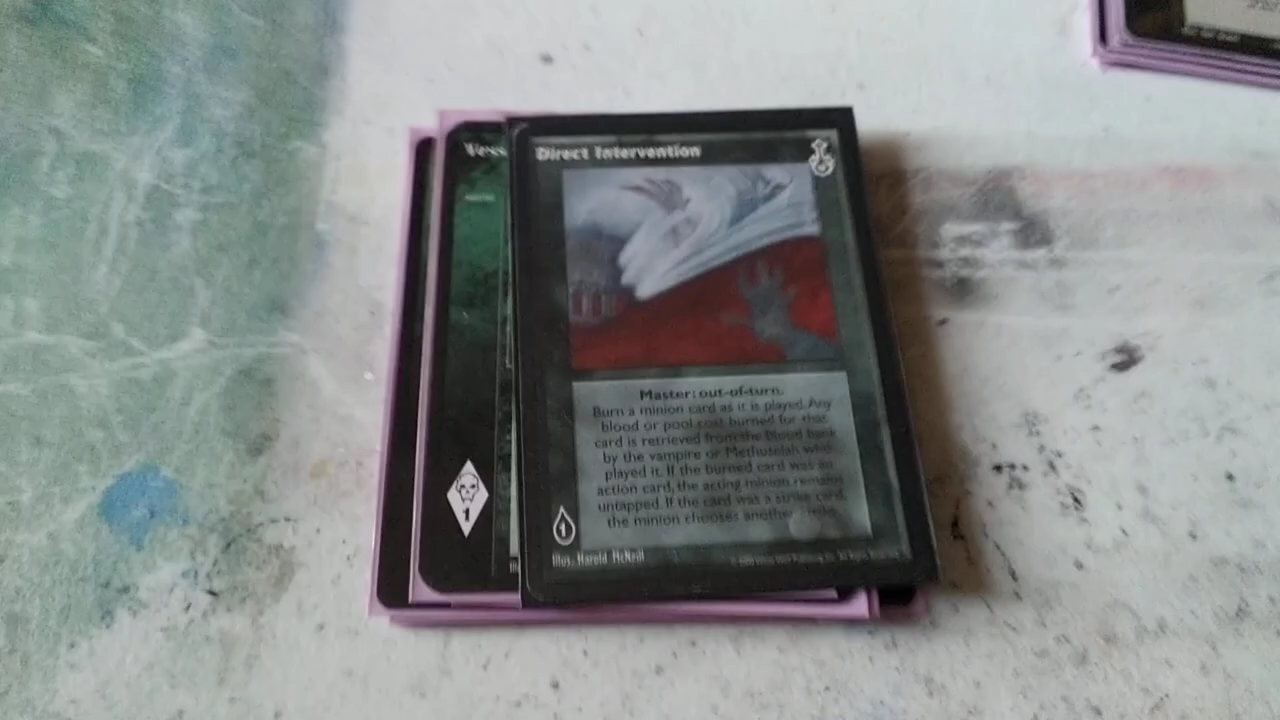 Vess
Direct Intervention
Master: out-of-turn.
Burn a minion card as it is played. Any
blood or pool cost burned for that
card is retrieved from the blood bank
by the vampire or Methuselah who
played it. If the burned card was an
action card, the acting minion remains
untapped. If the card was a strike card,
the minion chooses another
1
1
Illus. Harold McNeill